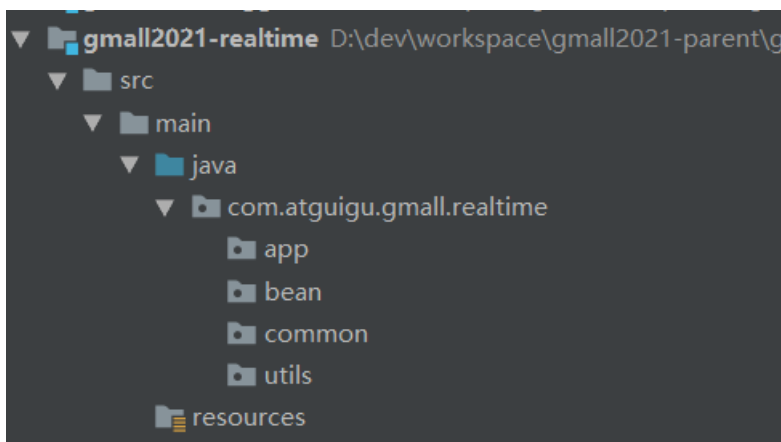 gmall2021-realtime D:\dev\workspace\gmall2021-parent\g
src
main
java
com.atguigu.gmall.realtime
app
bean
common
utils
resources